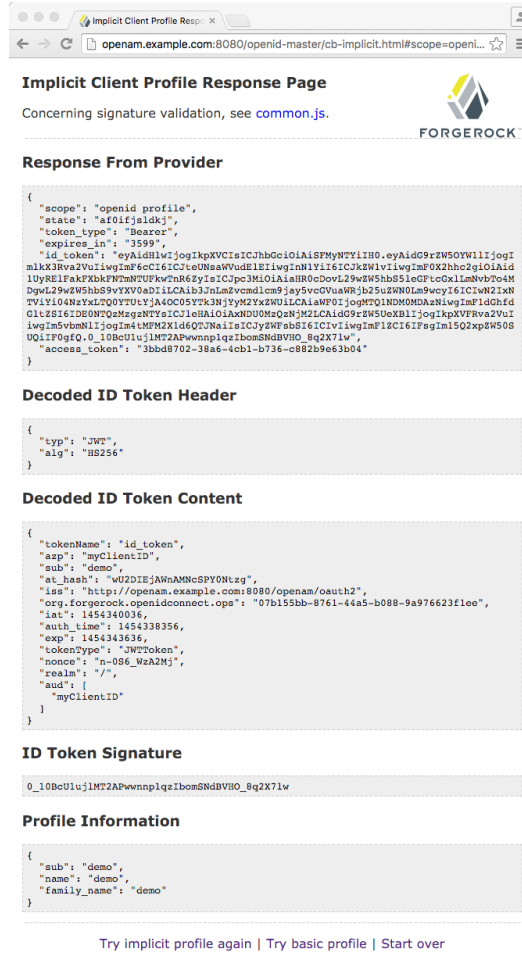 Implicit Client Profile Respo
openam.example.com:8080/openid-master/cb-implicit.html#scope=openi...
Implicit Client Profile Response Page
Concerning signature validation, see common.js.
FORGEROCK
Response From Provider
{
"scope": "openid profile",
"state": "af0ifjsldkj",
"token_type": "Bearer",
"expires_in": "3599",
"access_token": "3bbd8702-38a6-4cb1-b736-c882b9e63b04"
}
Decoded ID Token Header
{
"typ": "JWT",
"alg": "HS256"
}
Decoded ID Token Content
{
"tokenName": "id_token",
"azp": "myClientID",
"sub": "demo",
"at_hash": "wU2DIEjAWnAMNcSPY0Ntzg",
"iss": "http://openam.example.com:8080/openam/oauth2",
"org.forgerock.openidconnect.ops": "07b155bb-8761-44a5-b088-9a976623f1ee",
"iat": 1454340036,
"auth_time": 1454338356,
"exp": 1454343636,
"tokenType": "JWTToken",
"nonce": "n-0S6_WzA2Mj",
"realm": "/",
"aud": [
"myClientID"
]
}
ID Token Signature
0_10BcU1ujlMT2APwwnnplqzIbomSNdBVHO_8q2X7lw
Profile Information
{
"sub": "demo",
"name": "demo",
"family_name": "demo"
}
Try implicit profile again | Try basic profile | Start over